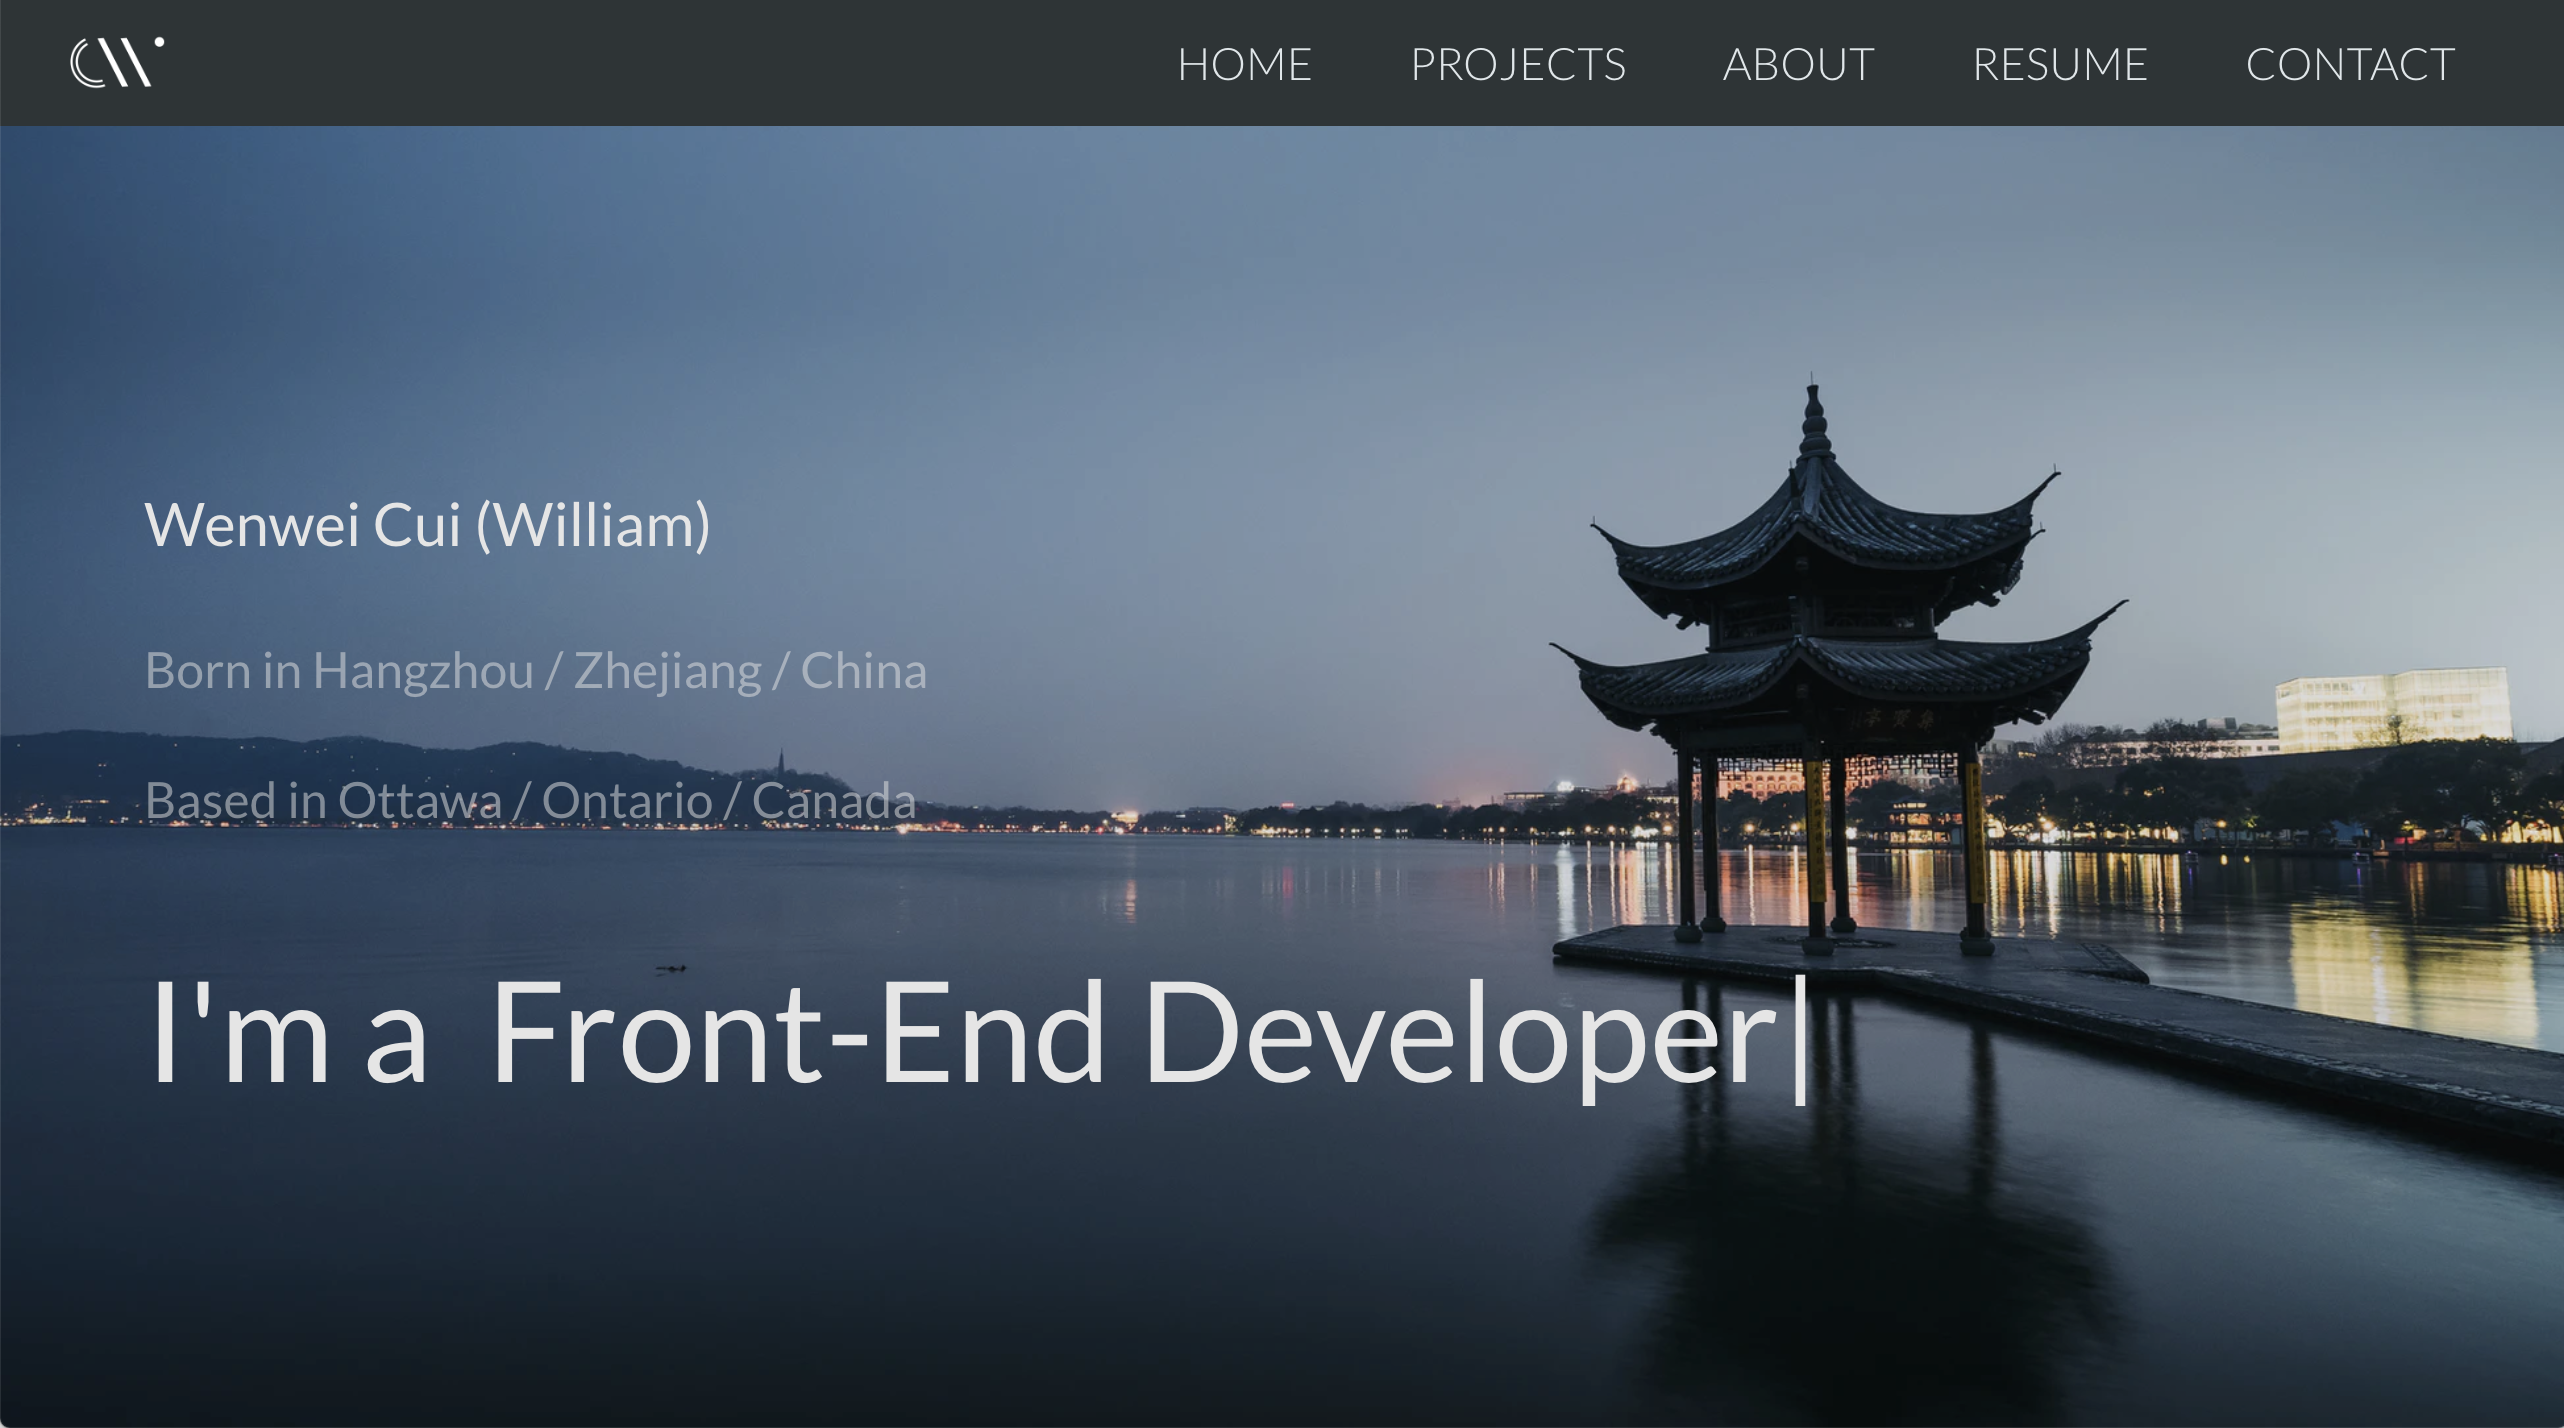 CW
HOME PROJECTS ABOUT RESUME CONTACT
Wenwei Cui (William)
Born in Hangzhou / Zhejiang / China
Based in Ottawa / Ontario / Canada
I'm a Front-End Developer|